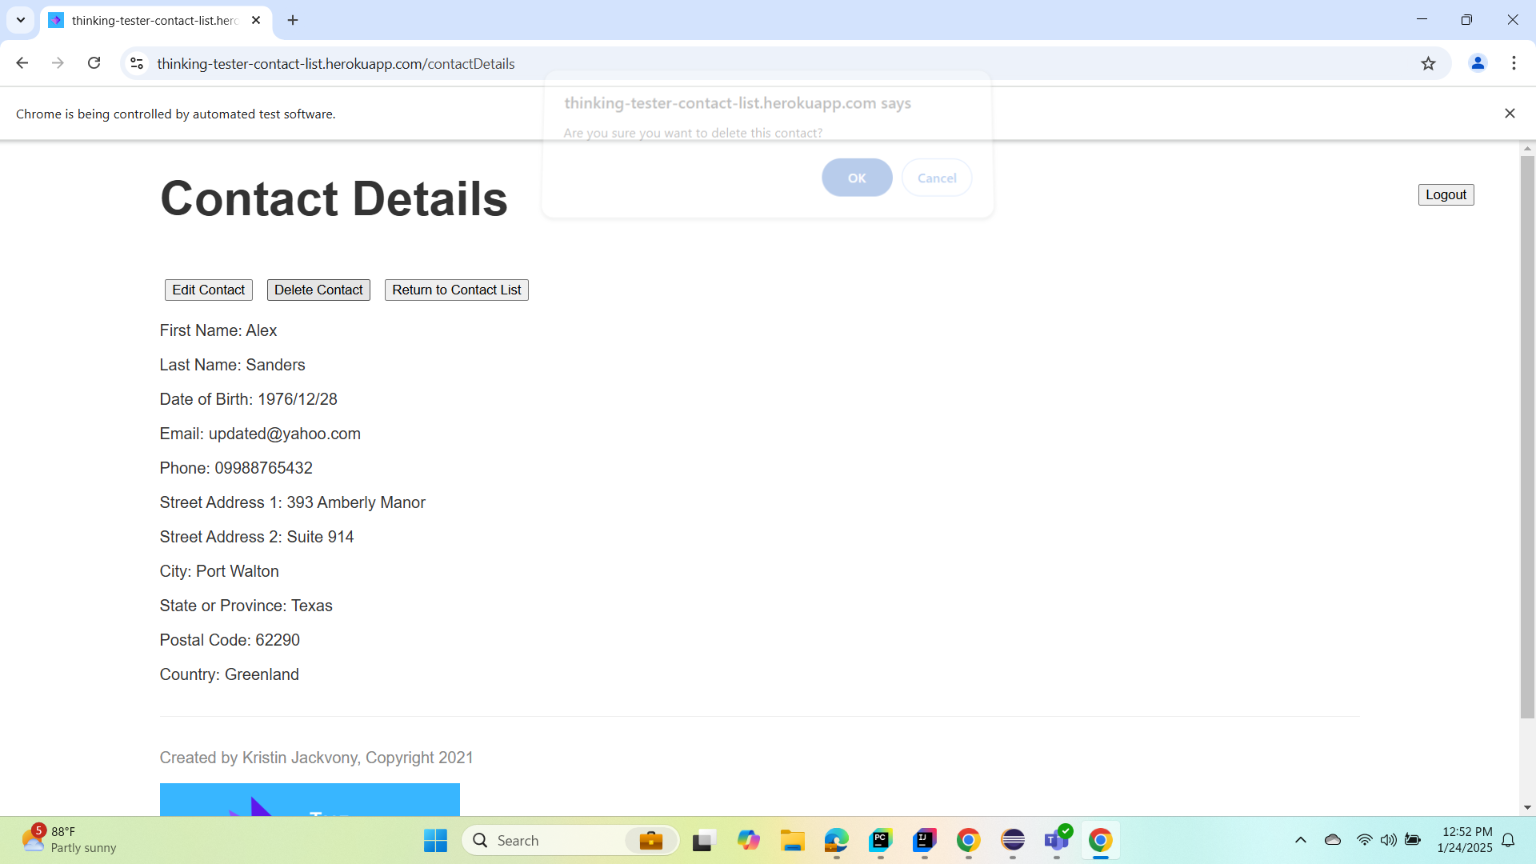 thinking-tester-contact-list.herc
thinking-tester-contact-list.herokuapp.com/contactDetails
Chrome is being controlled by automated test software.
thinking-tester-contact-list.herokuapp.com says
Are you sure you want to delete this contact?
OK
Cancel
Contact Details
Logout
Edit Contact
Delete Contact
Return to Contact List
First Name: Alex
Last Name: Sanders
Date of Birth: 1976/12/28
Email: updated@yahoo.com
Phone: 09988765432
Street Address 1: 393 Amberly Manor
Street Address 2: Suite 914
City: Port Walton
State or Province: Texas
Postal Code: 62290
Country: Greenland
Created by Kristin Jackvony, Copyright 2021
5
88°F
Partly sunny
Search
PC
IJ
12:52 PM
1/24/2025